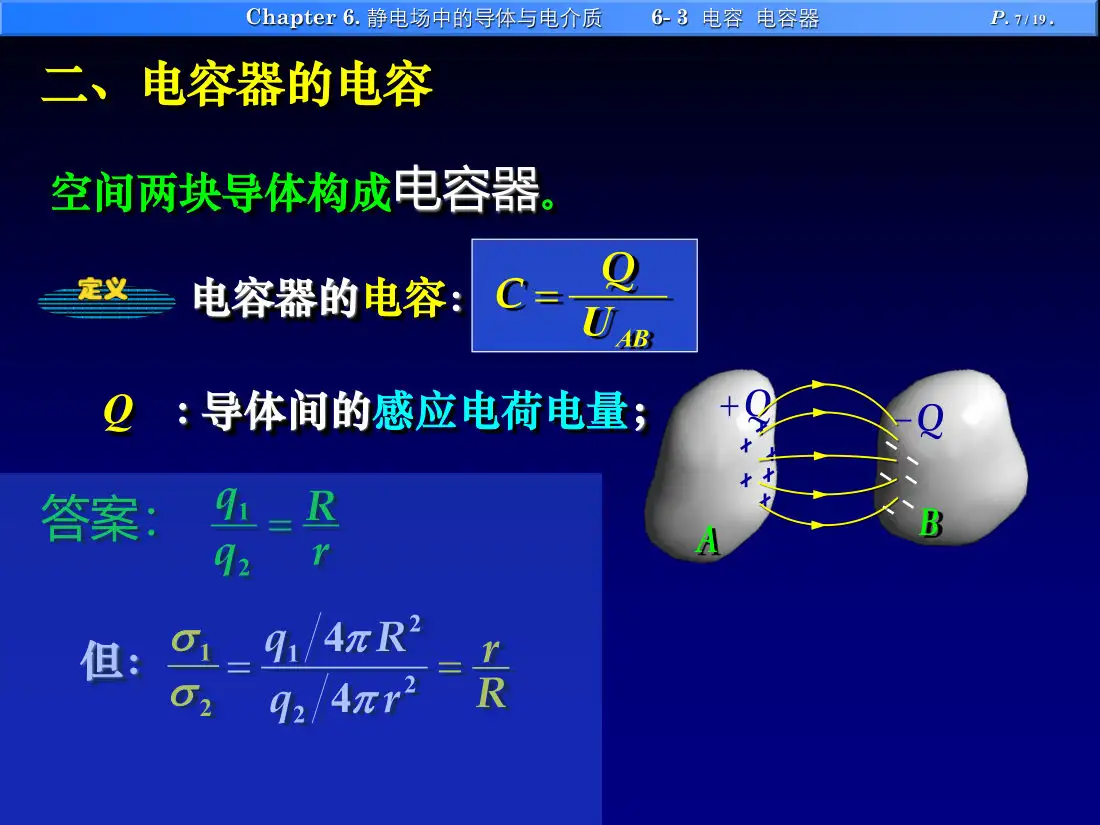 Chapter 6. 静电场中的导体与电介质 6- 3 电容 电容器 P. 7 / 19 .
二、电容器的电容
空间两块导体构成电容器。
定义 电容器的电容: C = Q / U_AB
Q : 导体间的感应电荷电量；
+Q
−Q
A
B
答案： q₁ / q₂ = R / r
但: σ₁ / σ₂ = (q₁/4πR²) / (q₂/4πr²) = r / R